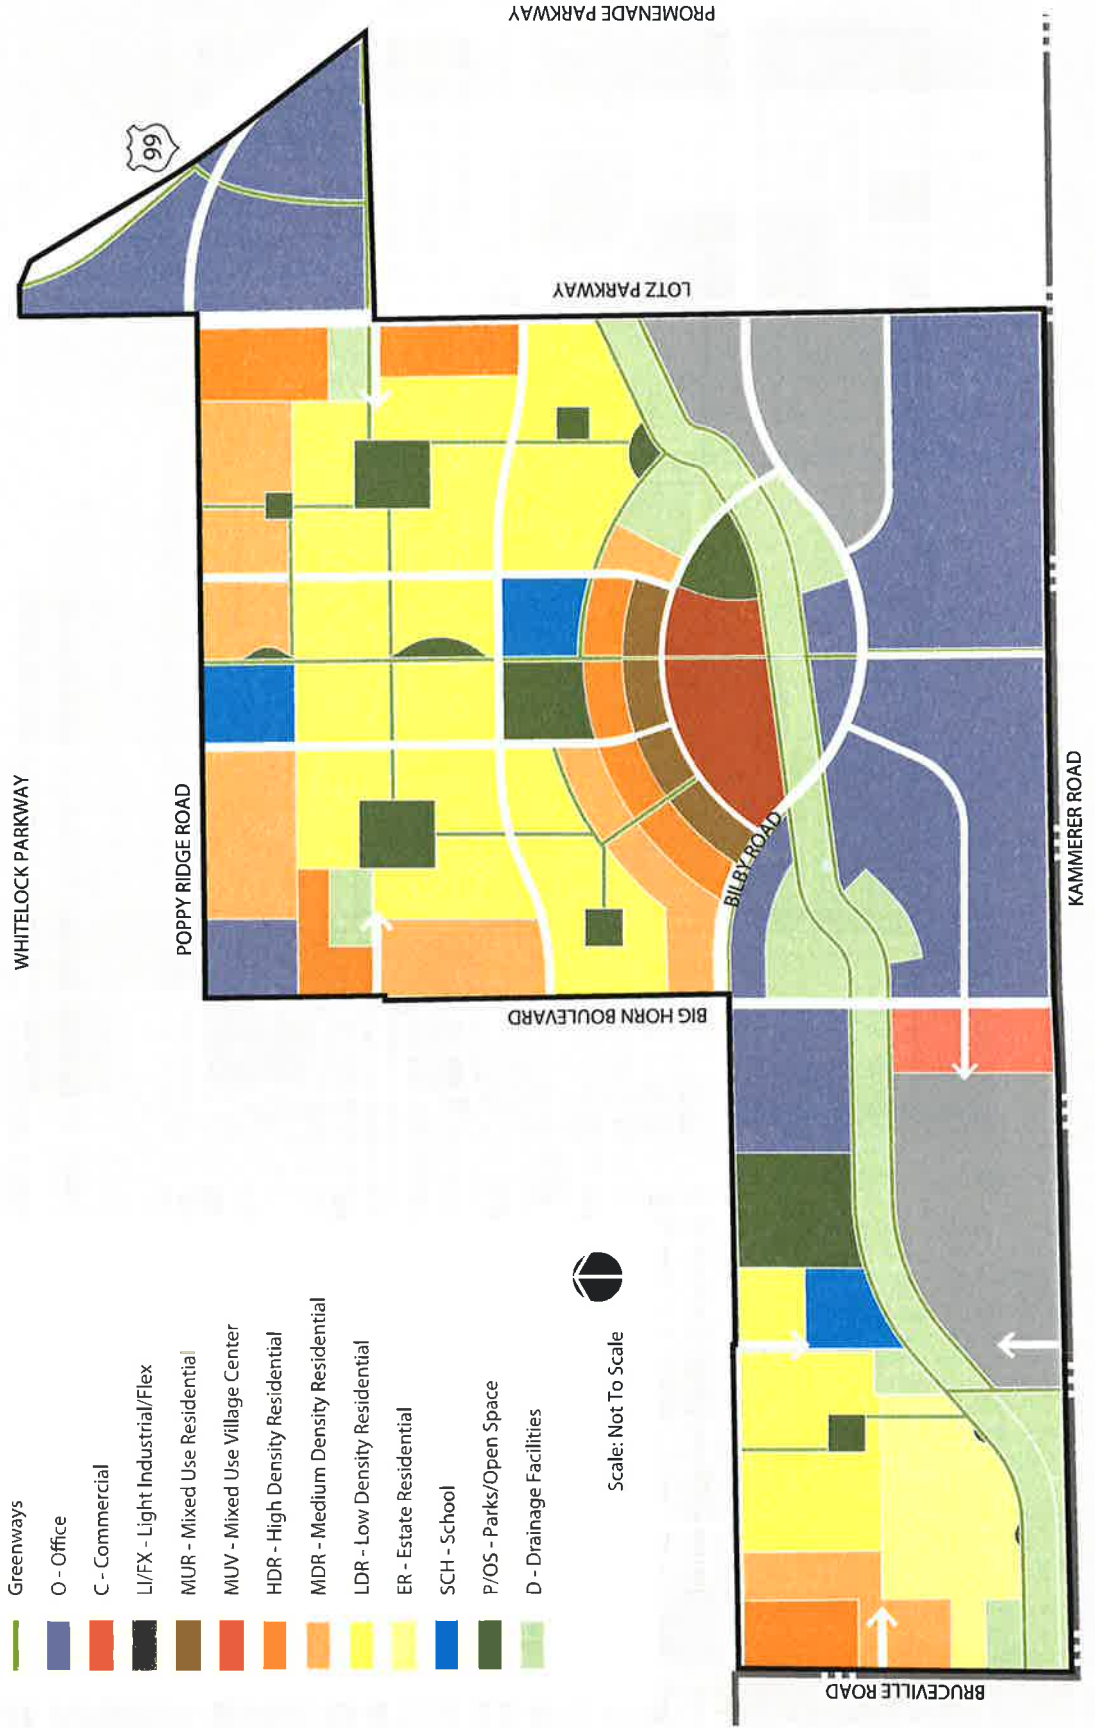 PROMENADE PARKWAY
99
LOTZ PARKWAY
WHITELOCK PARKWAY
POPPY RIDGE ROAD
BILBY ROAD
KAMMERER ROAD
BIG HORN BOULEVARD
BRUCEVILLE ROAD
Greenways
O - Office
C - Commercial
LI/FX - Light Industrial/Flex
MUR - Mixed Use Residential
MUV - Mixed Use Village Center
HDR - High Density Residential
MDR - Medium Density Residential
LDR - Low Density Residential
ER - Estate Residential
SCH - School
P/OS - Parks/Open Space
D - Drainage Facilities
Scale: Not To Scale